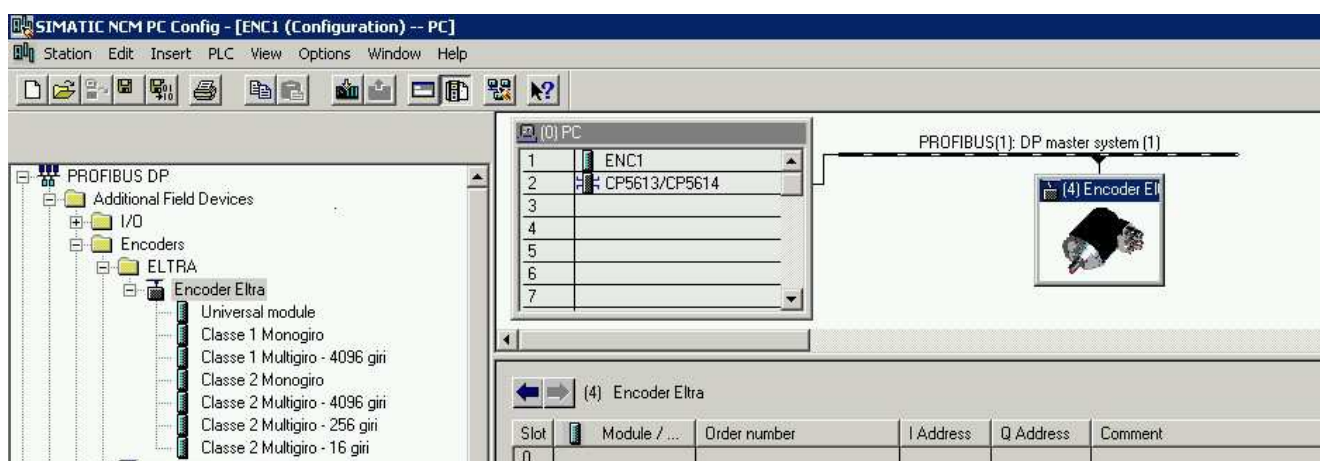 SIMATIC NCM PC Config - [ENC1 (Configuration) -- PC]
Station Edit Insert PLC View Options Window Help
PROFIBUS DP
Additional Field Devices
I/O
Encoders
ELTRA
Encoder Eltra
Universal module
Classe 1 Monogiro
Classe 1 Multigiro - 4096 giri
Classe 2 Monogiro
Classe 2 Multigiro - 4096 giri
Classe 2 Multigiro - 256 giri
Classe 2 Multigiro - 16 giri
(0) PC
1 ENC1
2 CP5613/CP5614
3
4
5
6
7
PROFIBUS(1): DP master system (1)
(4) Encoder El
(4) Encoder Eltra
Slot Module / ... Order number I Address Q Address Comment
0